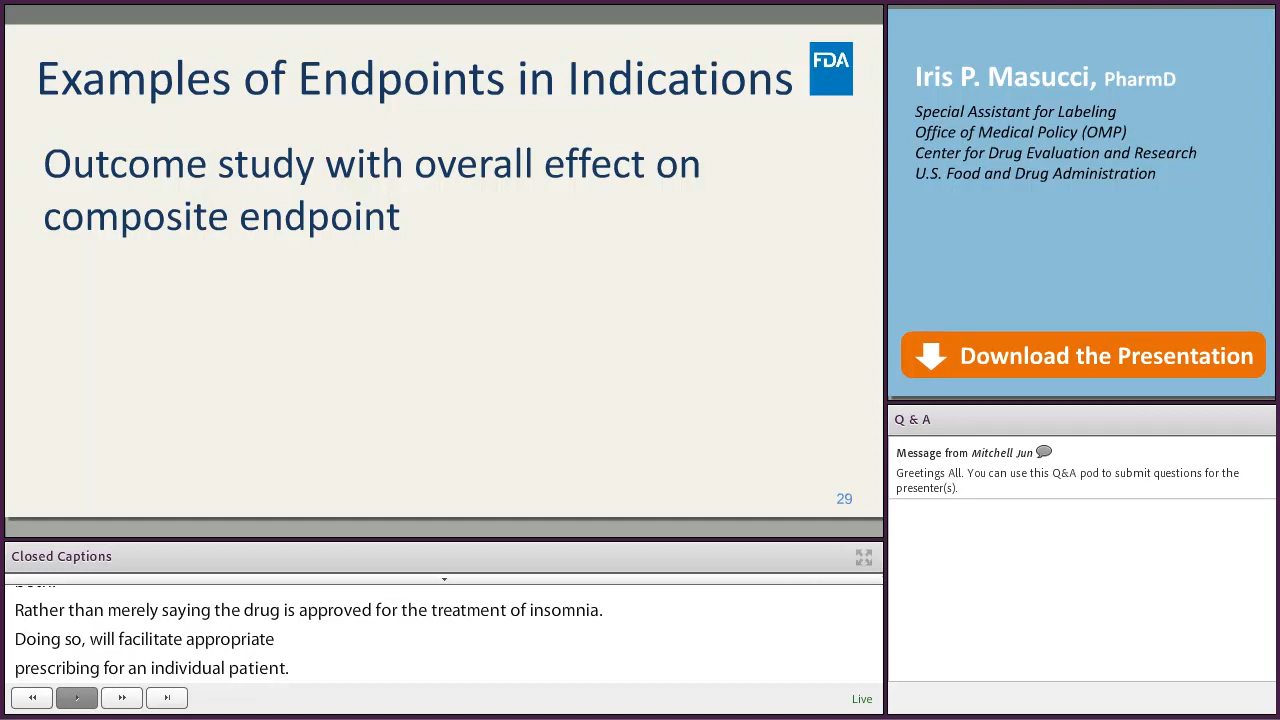 Examples of Endpoints in Indications
FDA
Outcome study with overall effect on
composite endpoint
29
Iris P. Masucci, PharmD
Special Assistant for Labeling
Office of Medical Policy (OMP)
Center for Drug Evaluation and Research
U.S. Food and Drug Administration
Download the Presentation
Q & A
Message from Mitchell Jun
Greetings All. You can use this Q&A pod to submit questions for the
presenter(s).
Closed Captions
Rather than merely saying the drug is approved for the treatment of insomnia.
Doing so, will facilitate appropriate
prescribing for an individual patient.
Live